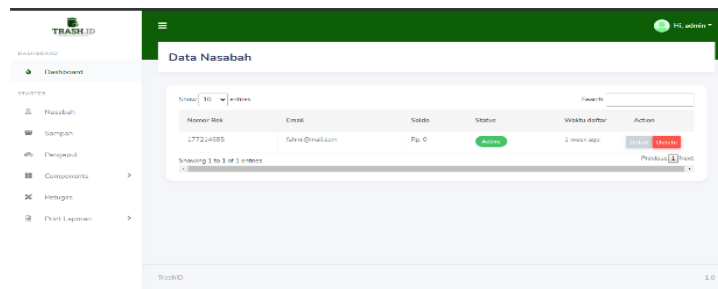 TRASH.ID
Hi, admin
DASHBOARD
Data Nasabah
Dashboard
STARTER
Nasabah
Sampah
Pengepul
Components
Petugas
Print Laporan
Show 10 entries
Search:
Nomor Rek Email Saldo Status Waktu daftar Action
fahmi@mail.com Rp. 0 Active 1 week ago Detail Delete
Showing 1 to 1 of 1 entries
Previous 1 Next
TrashID 1.0